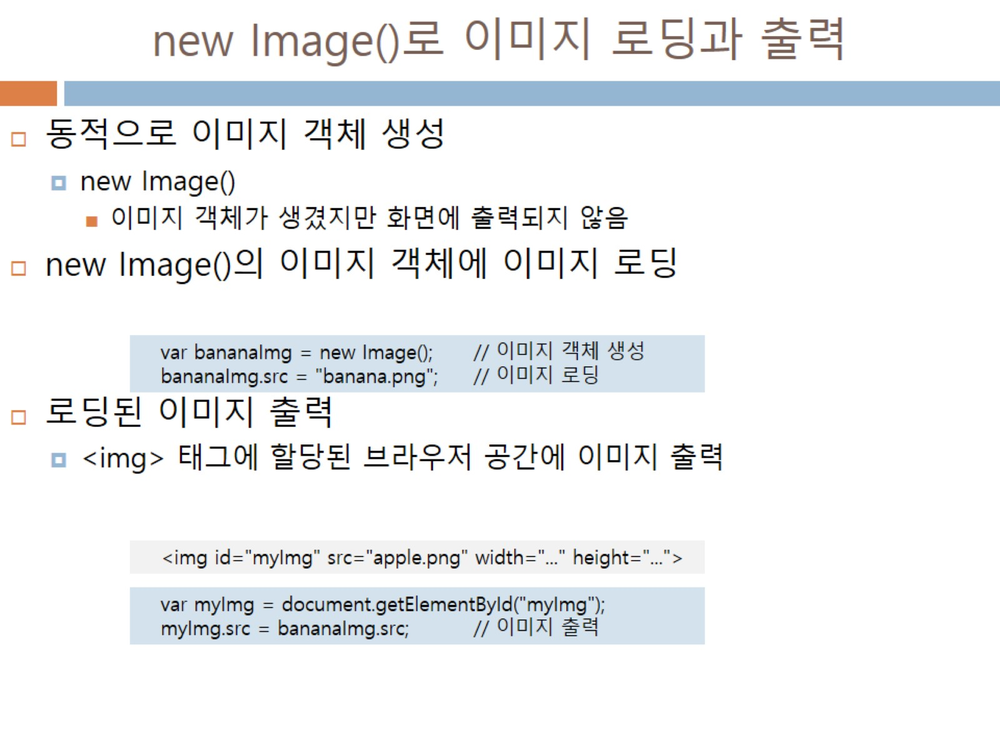 new Image()로 이미지 로딩과 출력
동적으로 이미지 객체 생성
new Image()
이미지 객체가 생겼지만 화면에 출력되지 않음
new Image()의 이미지 객체에 이미지 로딩
var bananaImg = new Image(); // 이미지 객체 생성
bananaImg.src = "banana.png"; // 이미지 로딩
로딩된 이미지 출력
<img> 태그에 할당된 브라우저 공간에 이미지 출력
<img id="myImg" src="apple.png" width="..." height="...">
var myImg = document.getElementById("myImg");
myImg.src = bananaImg.src; // 이미지 출력